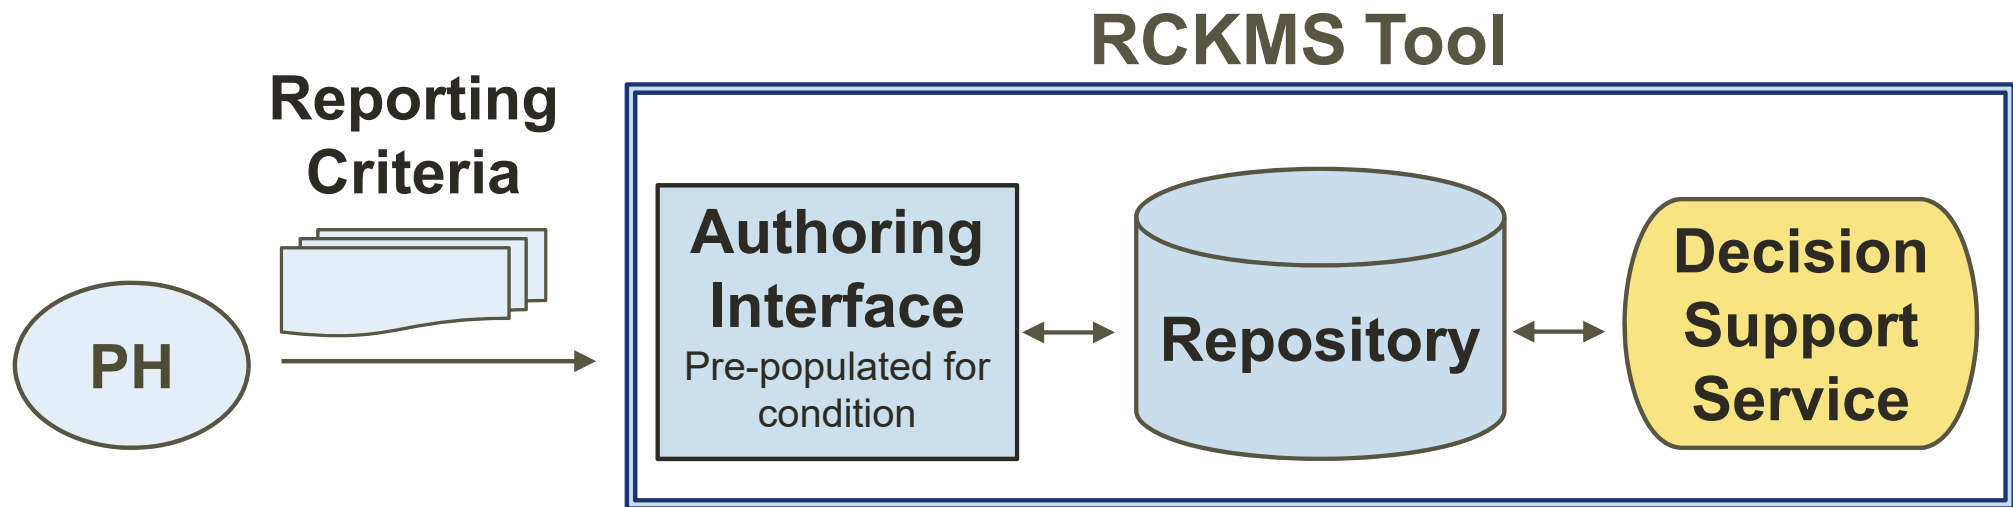 RCKMS Tool
Reporting
Criteria
PH
Authoring
Interface
Pre-populated for
condition
Repository
Decision
Support
Service